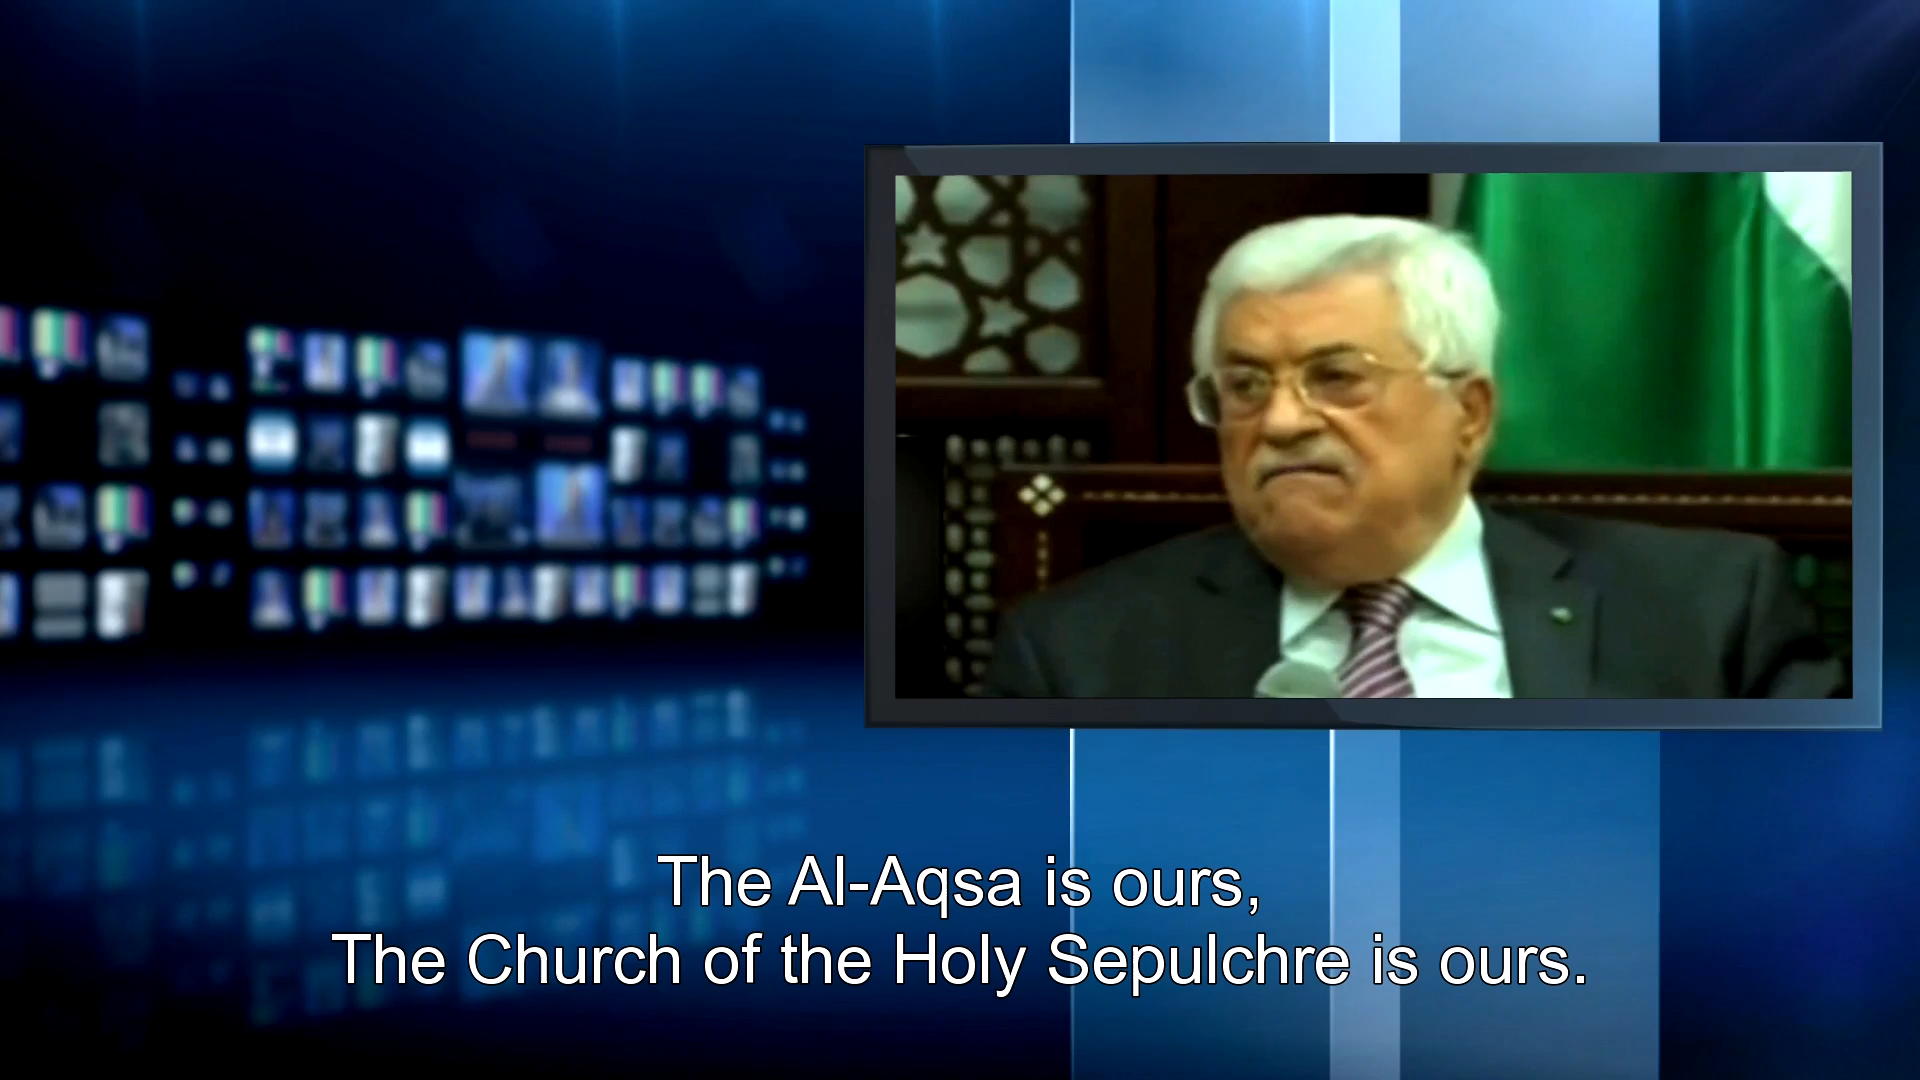 The Al-Aqsa is ours,
The Church of the Holy Sepulchre is ours.